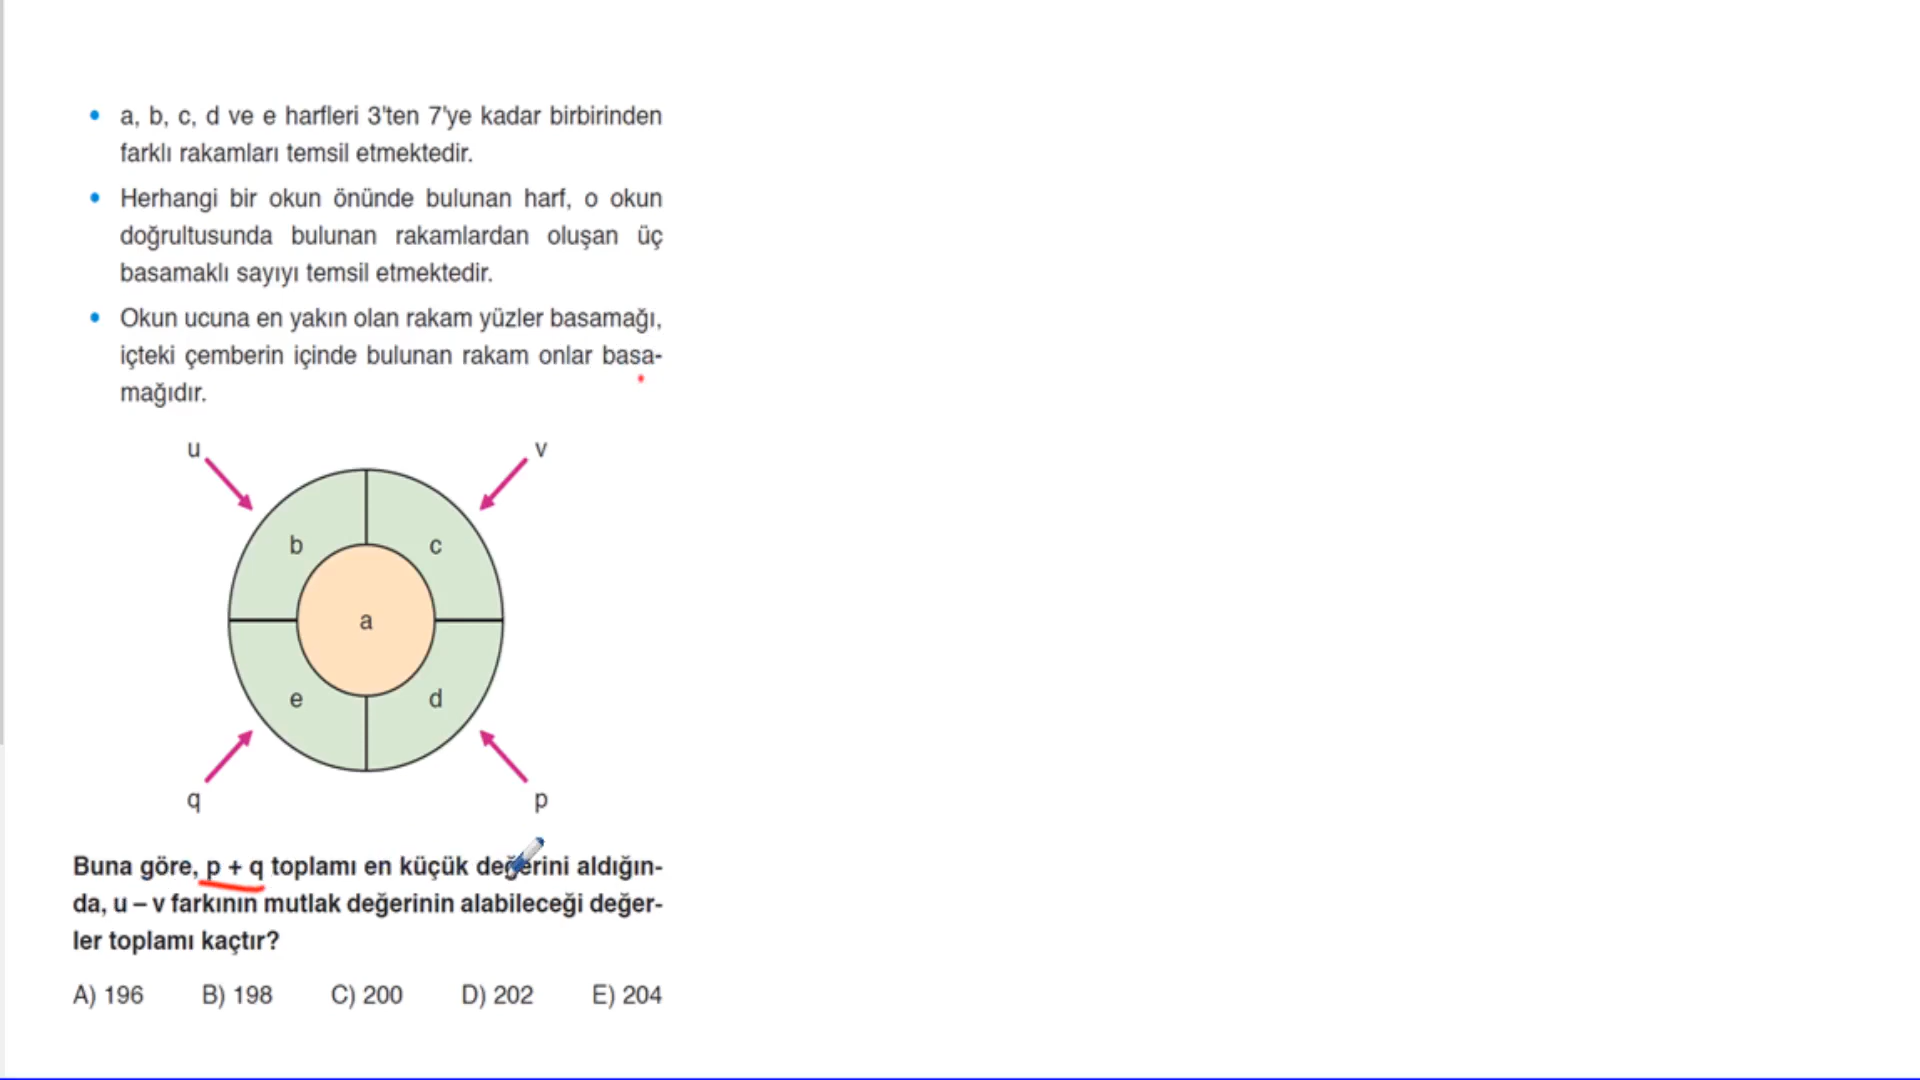 • a, b, c, d ve e harfleri 3'ten 7'ye kadar birbirinden
farklı rakamları temsil etmektedir.
• Herhangi bir okun önünde bulunan harf, o okun
doğrultusunda bulunan rakamlardan oluşan üç
basamaklı sayıyı temsil etmektedir.
• Okun ucuna en yakın olan rakam yüzler basamağı,
içteki çemberin içinde bulunan rakam onlar basa-
mağıdır.
u v
b c
a
e d
q p
Buna göre, p + q toplamı en küçük değerini aldığın-
da, u – v farkının mutlak değerinin alabileceği değer-
ler toplamı kaçtır?
A) 196 B) 198 C) 200 D) 202 E) 204